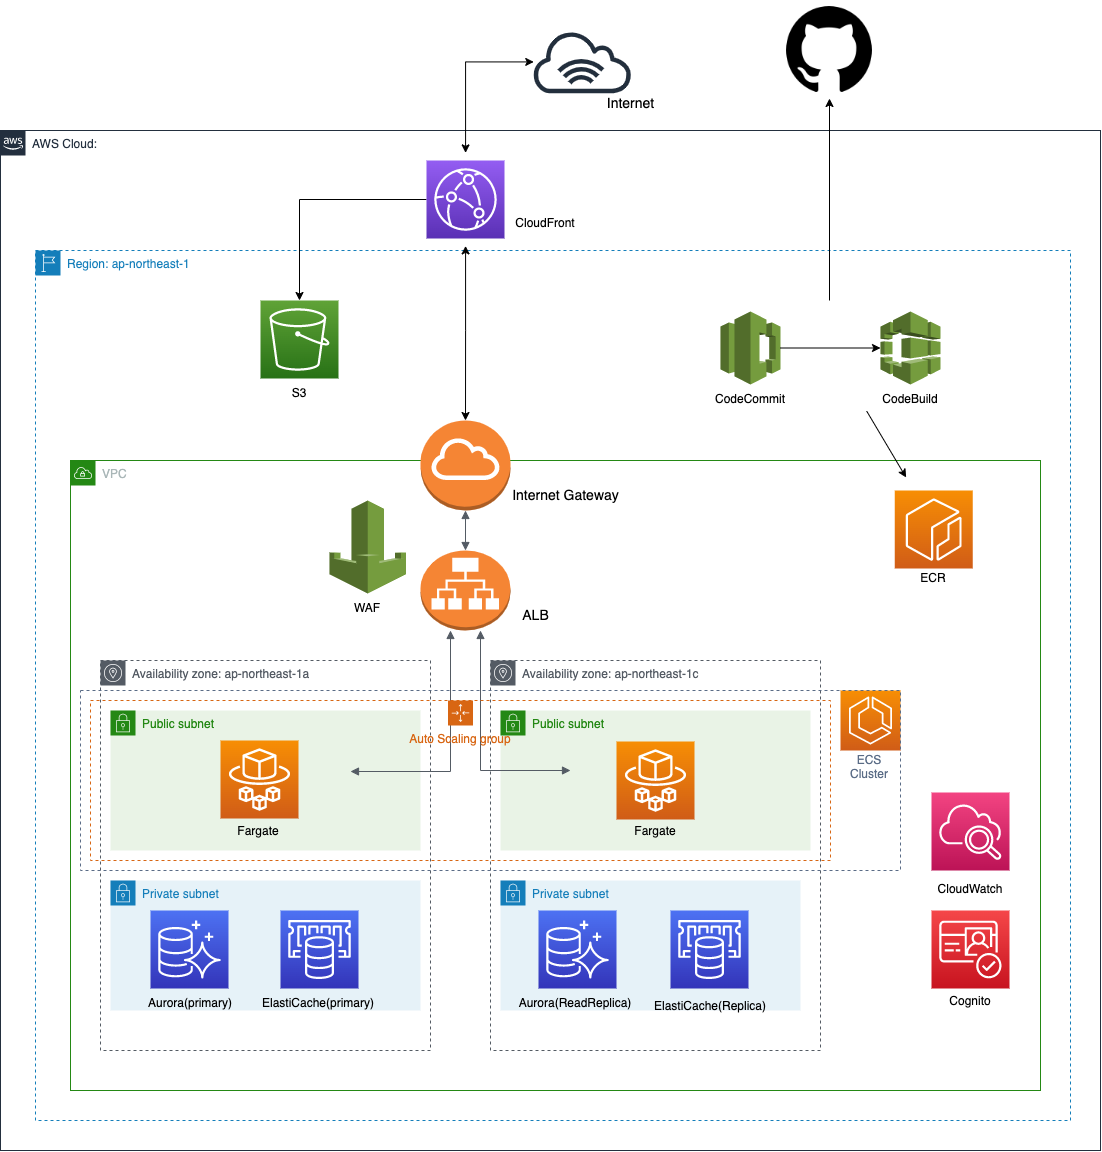 Internet
aws
AWS Cloud:
CloudFront
Region: ap-northeast-1
S3
CodeCommit
CodeBuild
VPC
Internet Gateway
ECR
WAF
ALB
Availability zone: ap-northeast-1a
Availability zone: ap-northeast-1c
Public subnet
Public subnet
Auto Scaling group
ECS
Cluster
Fargate
Fargate
CloudWatch
Private subnet
Private subnet
Aurora(primary)
ElastiCache(primary)
Aurora(ReadReplica)
ElastiCache(Replica)
Cognito